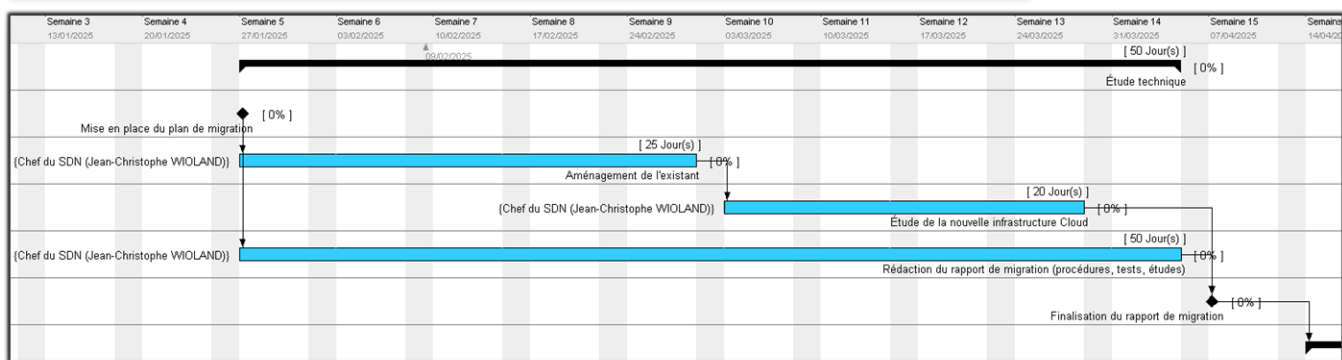 Semaine 3 Semaine 4 Semaine 5 Semaine 6 Semaine 7 Semaine 8 Semaine 9 Semaine 10 Semaine 11 Semaine 12 Semaine 13 Semaine 14 Semaine 15 Semaine
13/01/2025 20/01/2025 27/01/2025 03/02/2025 10/02/2025 17/02/2025 24/02/2025 03/03/2025 10/03/2025 17/03/2025 24/03/2025 31/03/2025 07/04/2025 14/04/20
09/02/2025
[ 50 Jour(s) ]
[ 0% ]
Étude technique
[ 0% ]
Mise en place du plan de migration
[ 25 Jour(s) ]
{Chef du SDN (Jean-Christophe WIOLAND)} [ 0% ]
Aménagement de l'existant
[ 20 Jour(s) ]
{Chef du SDN (Jean-Christophe WIOLAND)} [ 0% ]
Étude de la nouvelle infrastructure Cloud
[ 50 Jour(s) ]
{Chef du SDN (Jean-Christophe WIOLAND)} [ 0% ]
Rédaction du rapport de migration (procédures, tests, études)
[ 0% ]
Finalisation du rapport de migration